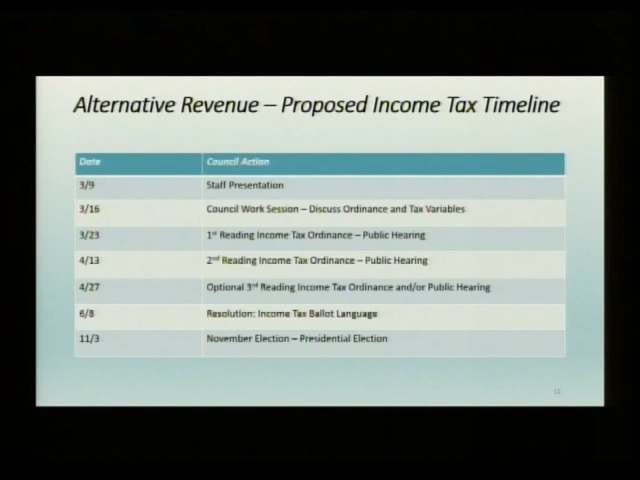 Alternative Revenue – Proposed Income Tax Timeline
Date Council Action
3/9 Staff Presentation
3/16 Council Work Session – Discuss Ordinance and Tax Variables
3/23 1st Reading Income Tax Ordinance – Public Hearing
4/13 2nd Reading Income Tax Ordinance – Public Hearing
4/27 Optional 3rd Reading Income Tax Ordinance and/or Public Hearing
6/8 Resolution: Income Tax Ballot Language
11/3 November Election – Presidential Election